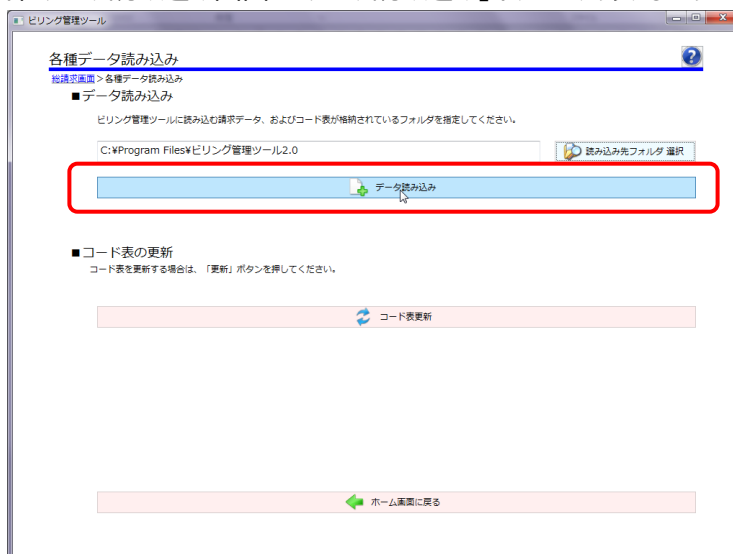 ビリング管理ツール
各種データ読み込み
総請求画面 > 各種データ読み込み
■データ読み込み
ビリング管理ツールに読み込む請求データ、およびコード表が格納されているフォルダを指定してください。
C:¥Program Files¥ビリング管理ツール2.0
読み込み先フォルダ 選択
データ読み込み
■コード表の更新
コード表を更新する場合は、「更新」ボタンを押してください。
コード表更新
ホーム画面に戻る